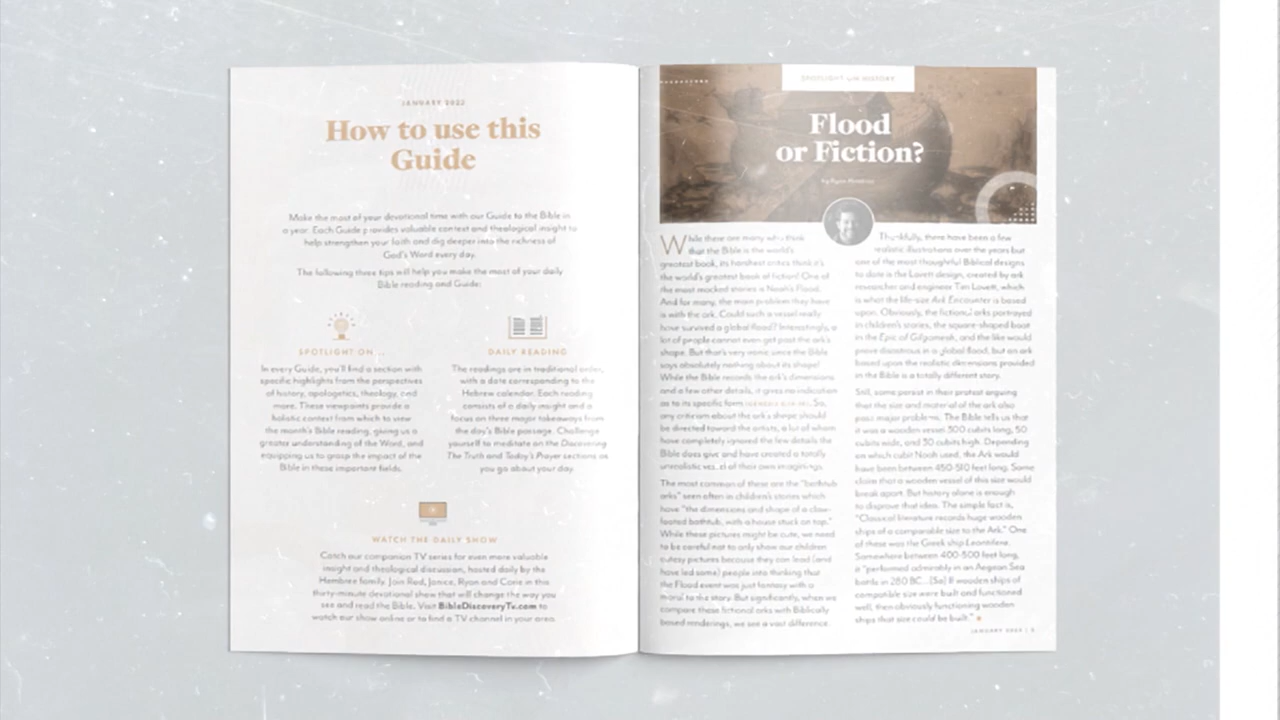 JANUARY 2022
How to use this
Guide
Make the most of your devotional time with our Guide to the Bible in
a year. Each Guide provides valuable context and theological insight to
help strengthen your faith and dig deeper into the richness of
God's Word every day.
The following three tips will help you make the most of your daily
Bible reading and Guide:
SPOTLIGHT ON...
In every Guide, you'll find a section with
specific highlights from the perspectives
of history, apologetics, theology, and
more. These viewpoints provide a
holistic context from which to view
the month's Bible reading, giving us a
greater understanding of the Word, and
equipping us to grasp the impact of the
Bible in these important fields.
DAILY READING
The readings are in traditional order,
with a date corresponding to the
Hebrew calendar. Each reading
consists of a daily insight and a
focus on three major takeaways from
the day's Bible passage. Challenge
yourself to meditate on the Discovering
The Truth and Today's Prayer sections as
you go about your day.
WATCH THE DAILY SHOW
Catch our companion TV series for even more valuable
insight and theological discussion, hosted daily by the
Hembree family. Join Rod, Janice, Ryan and Corie in this
thirty-minute devotional show that will change the way you
see and read the Bible. Visit BibleDiscoveryTv.com to
watch our show online or to find a TV channel in your area.
SPOTLIGHT ON HISTORY
Flood
or Fiction?
by Ryan Hembree
While there are many who think
that the Bible is the world's
greatest book, its harshest critics think it's
the world's greatest book of fiction! One of
the most mocked stories is Noah's Flood.
And for many, the main problem they have
is with the ark. Could such a vessel really
have survived a global flood? Interestingly, a
lot of people cannot even get past the ark's
shape. But that's very ironic since the Bible
says absolutely nothing about its shape!
While the Bible records the ark's dimensions
and a few other details, it gives no indication
as to its specific form So,
any criticism about the ark's shape should
be directed toward the artists, a lot of whom
have completely ignored the few details the
Bible does give and have created a totally
unrealistic vessel of their own imaginings.
The most common of these are the "bathtub
arks" seen often in children's stories which
have "the dimensions and shape of a claw-
footed bathtub, with a house stuck on top."
While these pictures might be cute, we need
to be careful not to only show our children
cutesy pictures because they can lead (and
have led some) people into thinking that
the Flood event was just fantasy with a
moral to the story. But significantly, when we
compare these fictional arks with Biblically
based renderings, we see a vast difference.
Thankfully, there have been a few
realistic illustrations over the years but
one of the most thoughtful Biblical designs
to date is the Lovett design, created by ark
researcher and engineer Tim Lovett, which
is what the life-size Ark Encounter is based
upon. Obviously, the fictional arks portrayed
in children's stories, the square-shaped boat
in the Epic of Gilgamesh, and the like would
prove disastrous in a global flood, but an ark
based upon the realistic dimensions provided
in the Bible is a totally different story.
Still, some persist in their protest arguing
that the size and material of the ark also
pose major problems. The Bible tells us that
it was a wooden vessel 300 cubits long, 50
cubits wide, and 30 cubits high. Depending
on which cubit Noah used, the Ark would
have been between 450-510 feet long. Some
claim that a wooden vessel of this size would
break apart. But history alone is enough
to disprove that idea. The simple fact is,
"Classical literature records huge wooden
ships of a comparable size to the Ark." One
of these was the Greek ship Leontifera.
Somewhere between 400-500 feet long,
it "performed admirably in an Aegean Sea
battle in 280 BC...[So] If wooden ships of
compatible size were built and functioned
well, then obviously functioning wooden
ships that size could be built."
JANUARY 2022 |